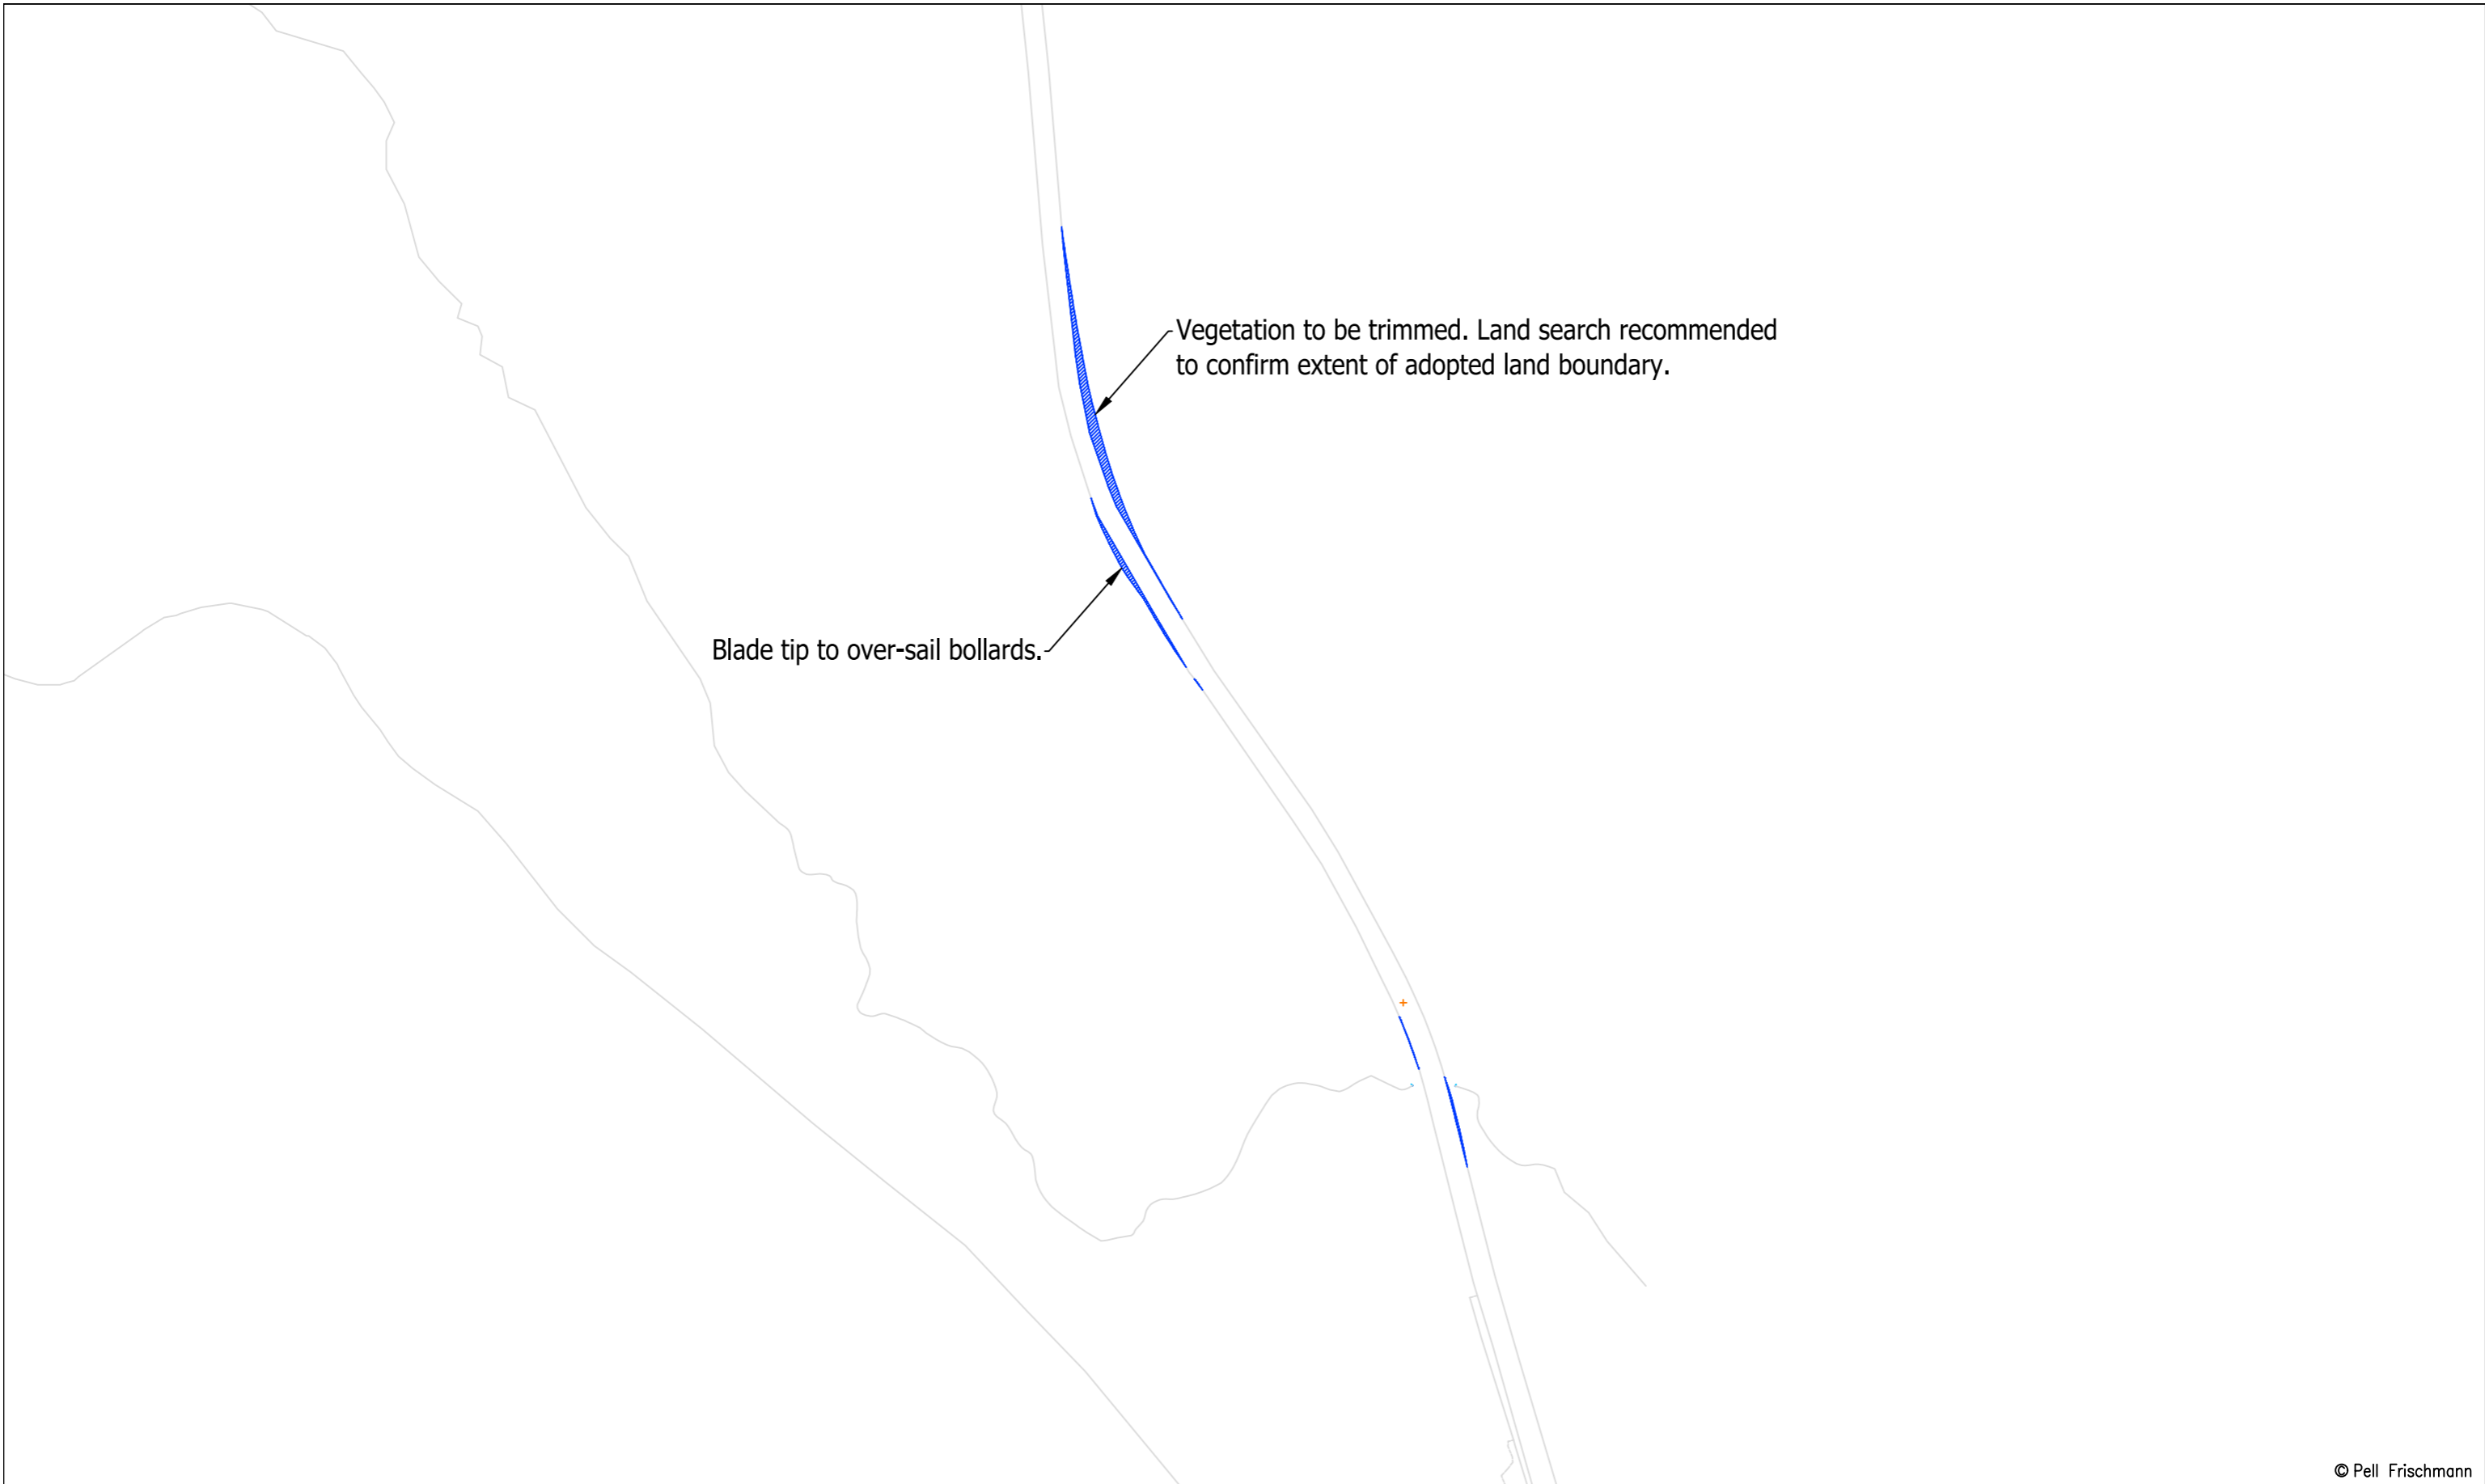 Vegetation to be trimmed. Land search recommended
to confirm extent of adopted land boundary.
Blade tip to over-sail bollards.
© Pell Frischmann